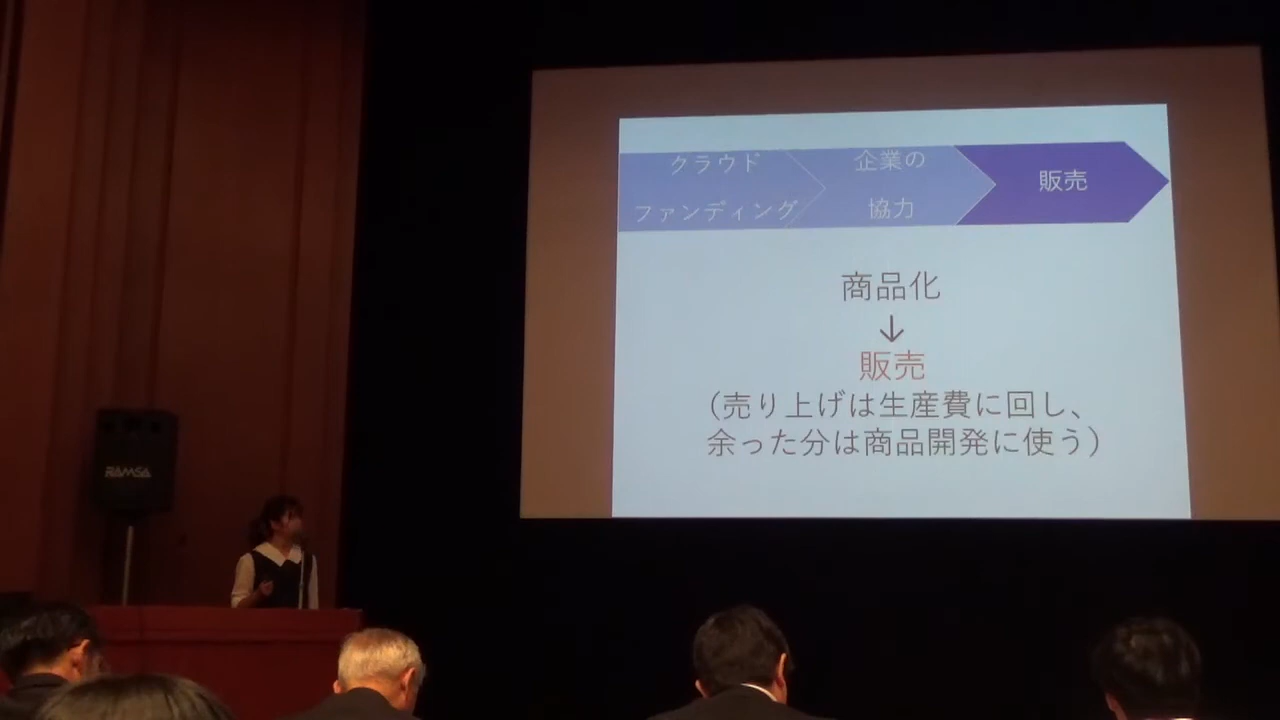 クラウド
ファンディング
企業の
協力
販売
商品化
↓
販売
（売り上げは生産費に回し、
余った分は商品開発に使う）
RAMSA